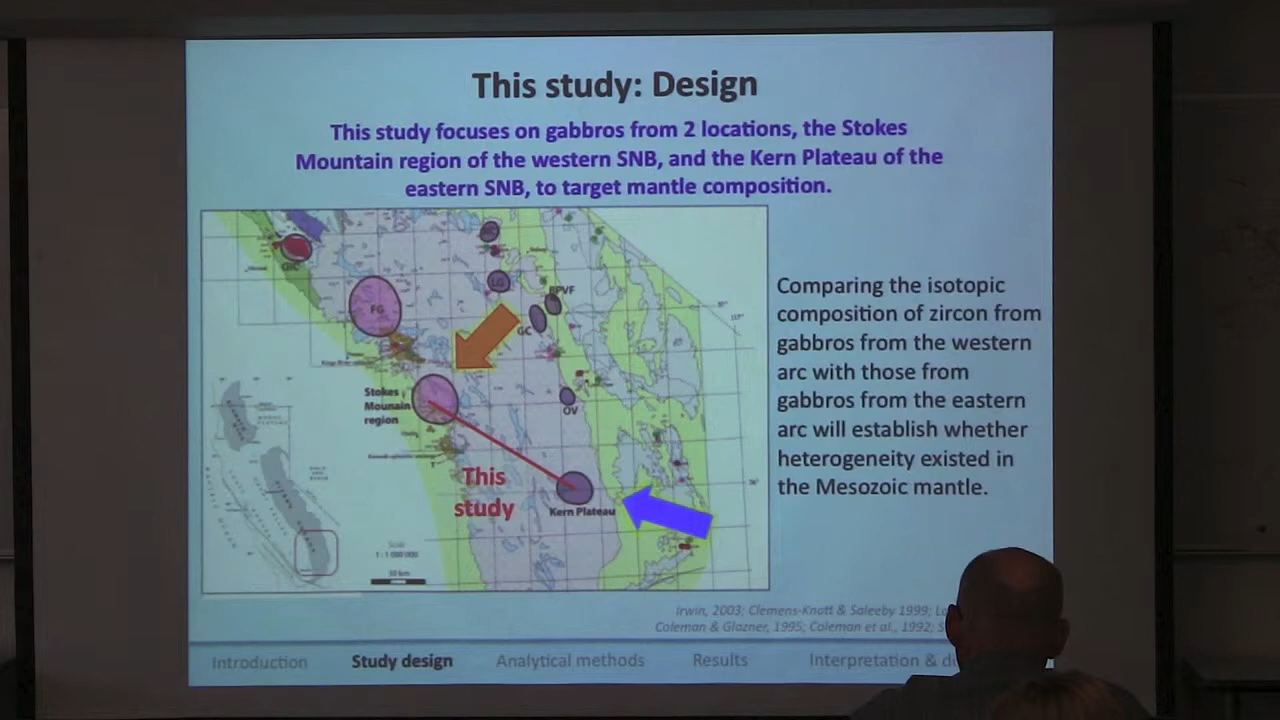 This study: Design
This study focuses on gabbros from 2 locations, the Stokes
Mountain region of the western SNB, and the Kern Plateau of the
eastern SNB, to target mantle composition.
FG
LG
BPVF
GC
Stokes
Mounain
region
OV
This
study
Kern Plateau
Scale
1 : 1 000 000
50 km
Comparing the isotopic
composition of zircon from
gabbros from the western
arc with those from
gabbros from the eastern
arc will establish whether
heterogeneity existed in
the Mesozoic mantle.
Irwin, 2003; Clemens-Knott & Saleeby 1999;
Coleman & Glazner, 1995; Coleman et al., 1992;
Introduction
Study design
Analytical methods
Results
Interpretation &